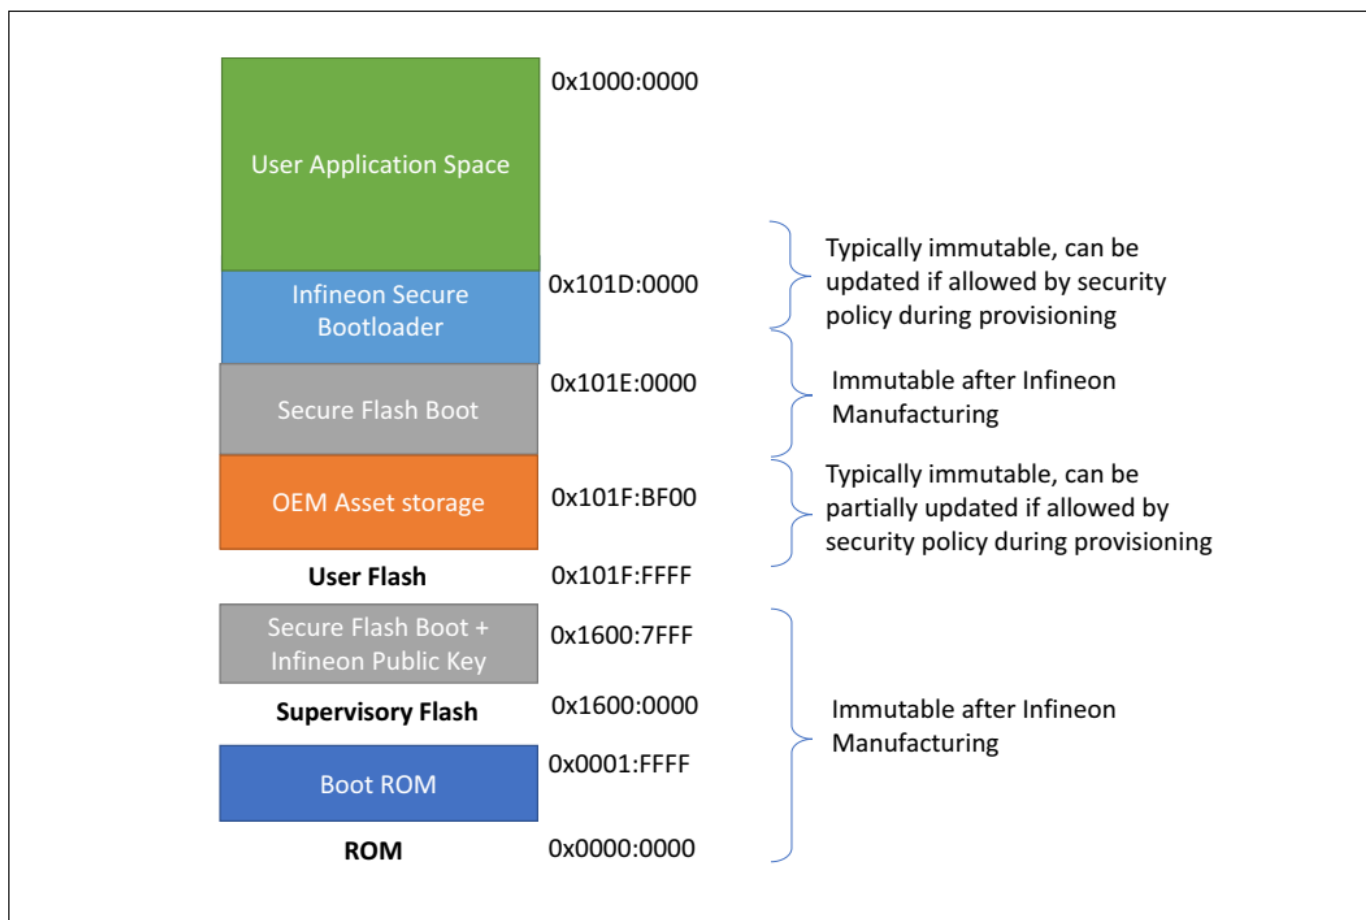 0x1000:0000
User Application Space
0x101D:0000
Infineon Secure
Bootloader
Typically immutable, can be
updated if allowed by security
policy during provisioning
0x101E:0000
Secure Flash Boot
Immutable after Infineon
Manufacturing
OEM Asset storage
0x101F:BF00
Typically immutable, can be
partially updated if allowed by
security policy during provisioning
User Flash
0x101F:FFFF
Secure Flash Boot +
Infineon Public Key
0x1600:7FFF
Supervisory Flash
0x1600:0000
Immutable after Infineon
Manufacturing
0x0001:FFFF
Boot ROM
ROM
0x0000:0000